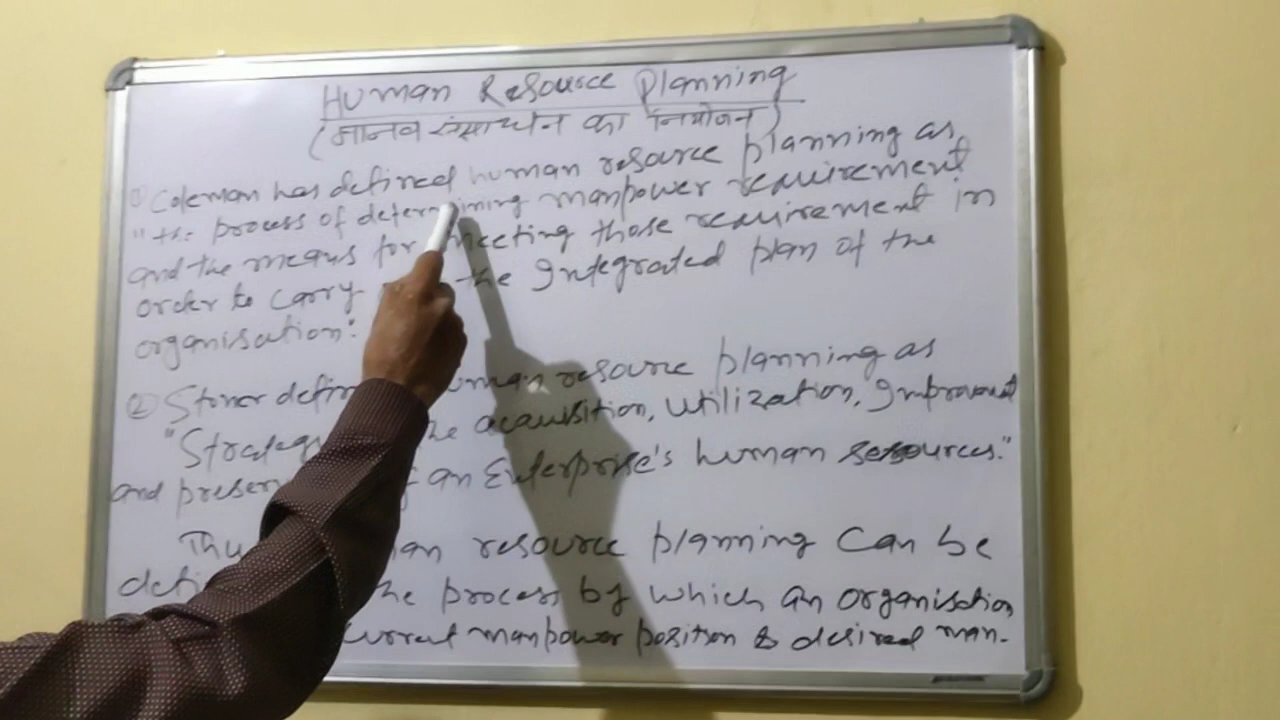 Human Resource Planning
(मानव संसाधन का नियोजन)
① Coleman has defined human resource planning as
"the process of determining manpower requirement
and the means for meeting those requirement in
order to carry the Integrated plan of the
organisation."
② Stoner defin uman resource planning as
"Strateg he acquisition, utilization, Improvement
and preser of an Enterprise's human resources."
Thu an resource planning can be
defi he process by which an organisation
current manpower position & desired man-